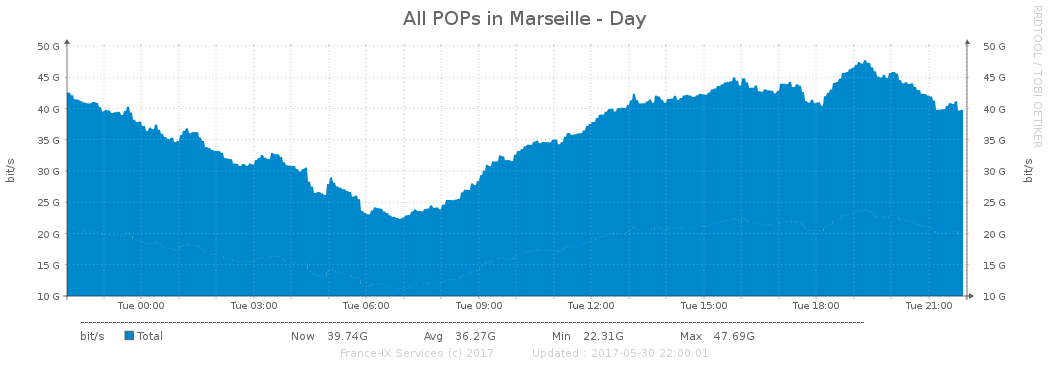 All POPs in Marseille - Day
RRDTOOL / TOBI OETIKER
50 G 50 G
45 G 45 G
40 G 40 G
35 G 35 G
30 G 30 G
25 G 25 G
20 G 20 G
15 G 15 G
10 G 10 G
bit/s bit/s
Tue 00:00 Tue 03:00 Tue 06:00 Tue 09:00 Tue 12:00 Tue 15:00 Tue 18:00 Tue 21:00
bit/s Total Now 39.74G Avg 36.27G Min 22.31G Max 47.69G
France-IX Services (c) 2017 Updated : 2017-05-30 22:00:01